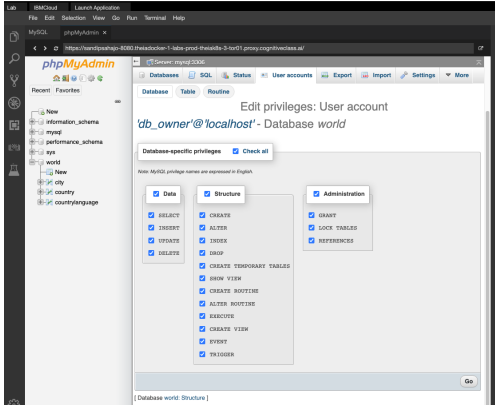 Lab IBMCloud Launch Application
File Edit Selection View Go Run Terminal Help
MySQL phpMyAdmin ×
https://sandipsahajo-8080.theiadocker-1-labs-prod-theiak8s-3-tor01.proxy.cognitiveclass.ai/
phpMyAdmin
Recent Favorites
New
information_schema
mysql
performance_schema
sys
world
New
city
country
countrylanguage
Server: mysql:3306
Databases SQL Status User accounts Export Import Settings More
Database Table Routine
Edit privileges: User account
'db_owner'@'localhost' - Database world
Database-specific privileges Check all
Note: MySQL privilege names are expressed in English.
Data
SELECT
INSERT
UPDATE
DELETE
Structure
CREATE
ALTER
INDEX
DROP
CREATE TEMPORARY TABLES
SHOW VIEW
CREATE ROUTINE
ALTER ROUTINE
EXECUTE
CREATE VIEW
EVENT
TRIGGER
Administration
GRANT
LOCK TABLES
REFERENCES
Go
[ Database world: Structure ]